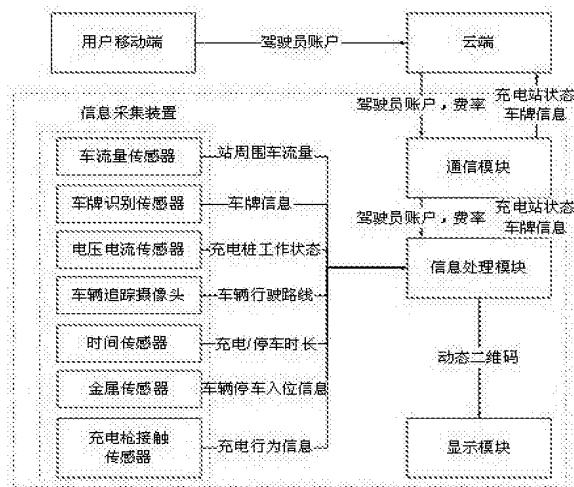 用户移动端
驾驶员账户
云端
驾驶员账户，费率
充电站状态
车牌信息
信息采集装置
车流量传感器
站周围车流量
通信模块
车牌识别传感器
车牌信息
驾驶员账户，费率
充电站状态
车牌信息
电压电流传感器
充电桩工作状态
信息处理模块
车辆追踪摄像头
车辆行驶路线
时间传感器
充电/停车时长
动态二维码
金属传感器
车辆停车入位信息
充电枪接触
传感器
充电行为信息
显示模块